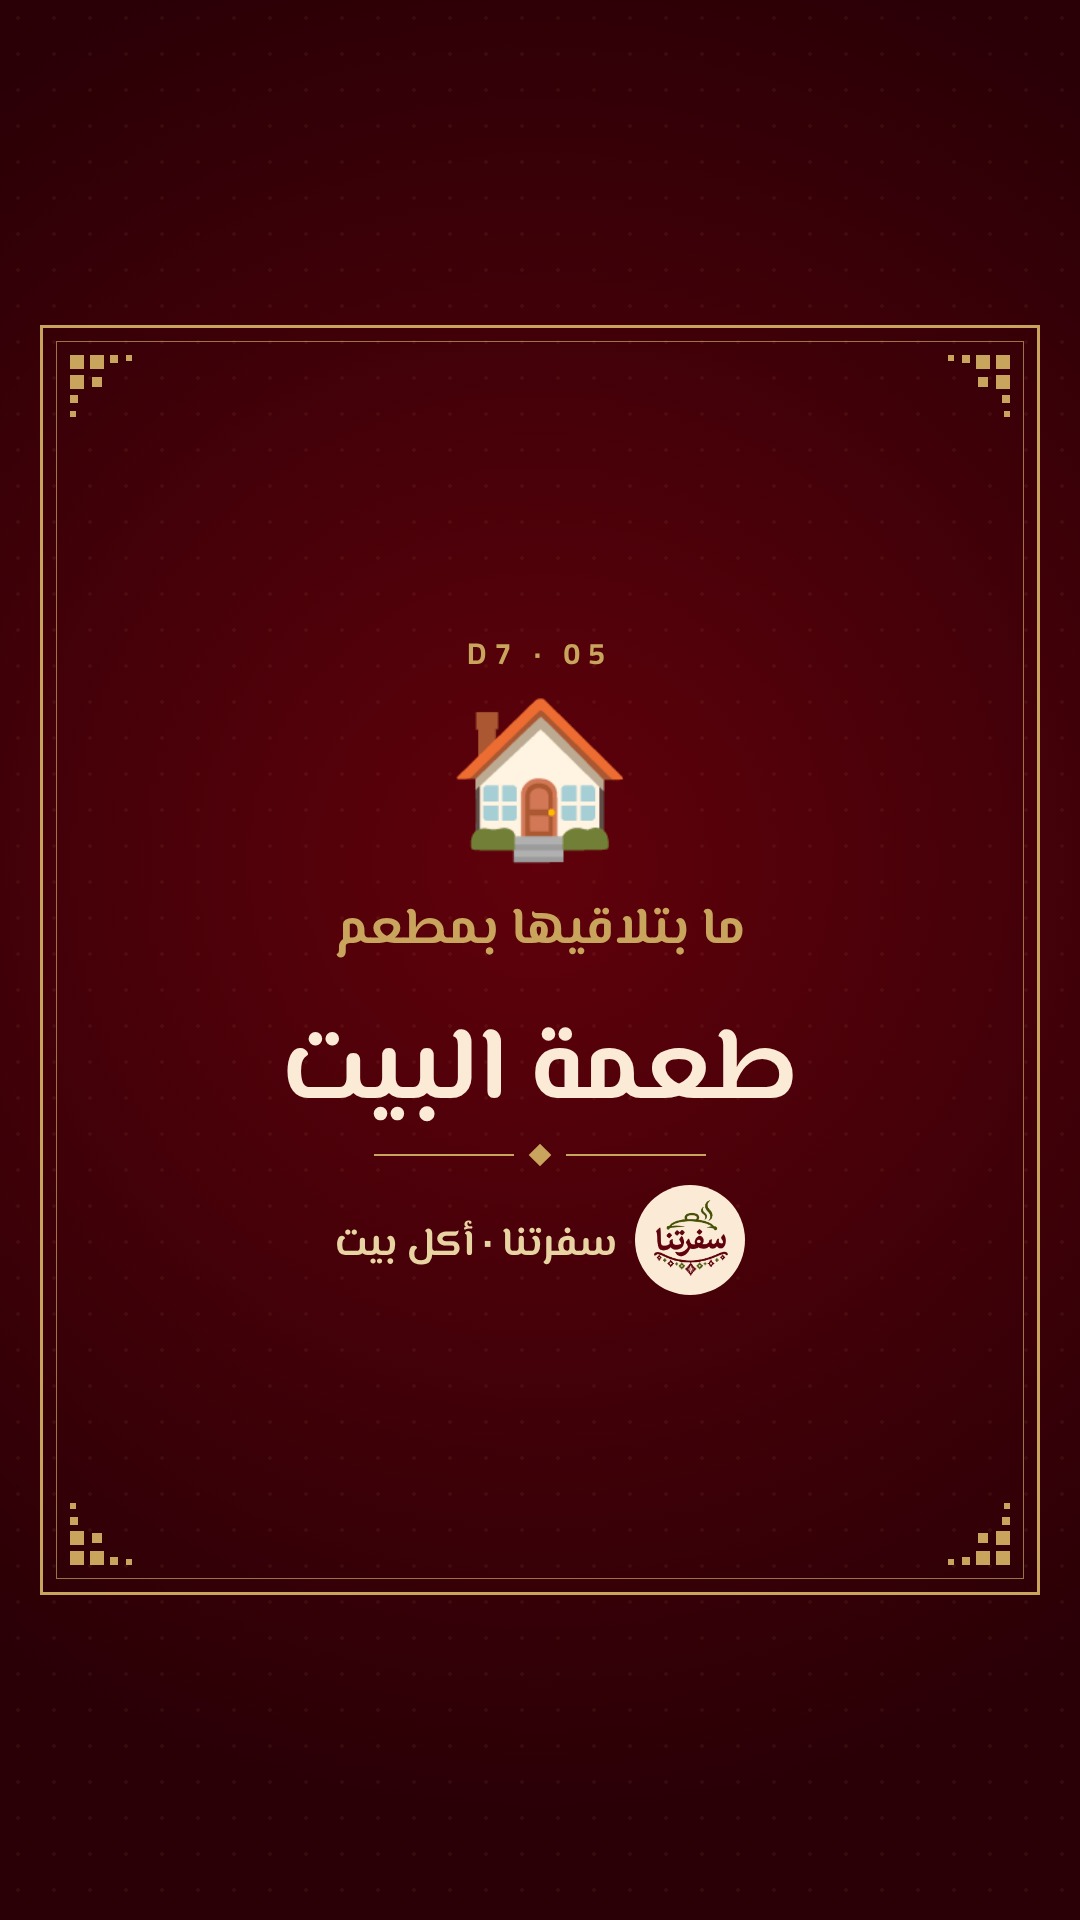 D7 · 05
ما بتلاقيها بمطعم
طعمة البيت
سفرتنا
سفرتنا · أكل بيت